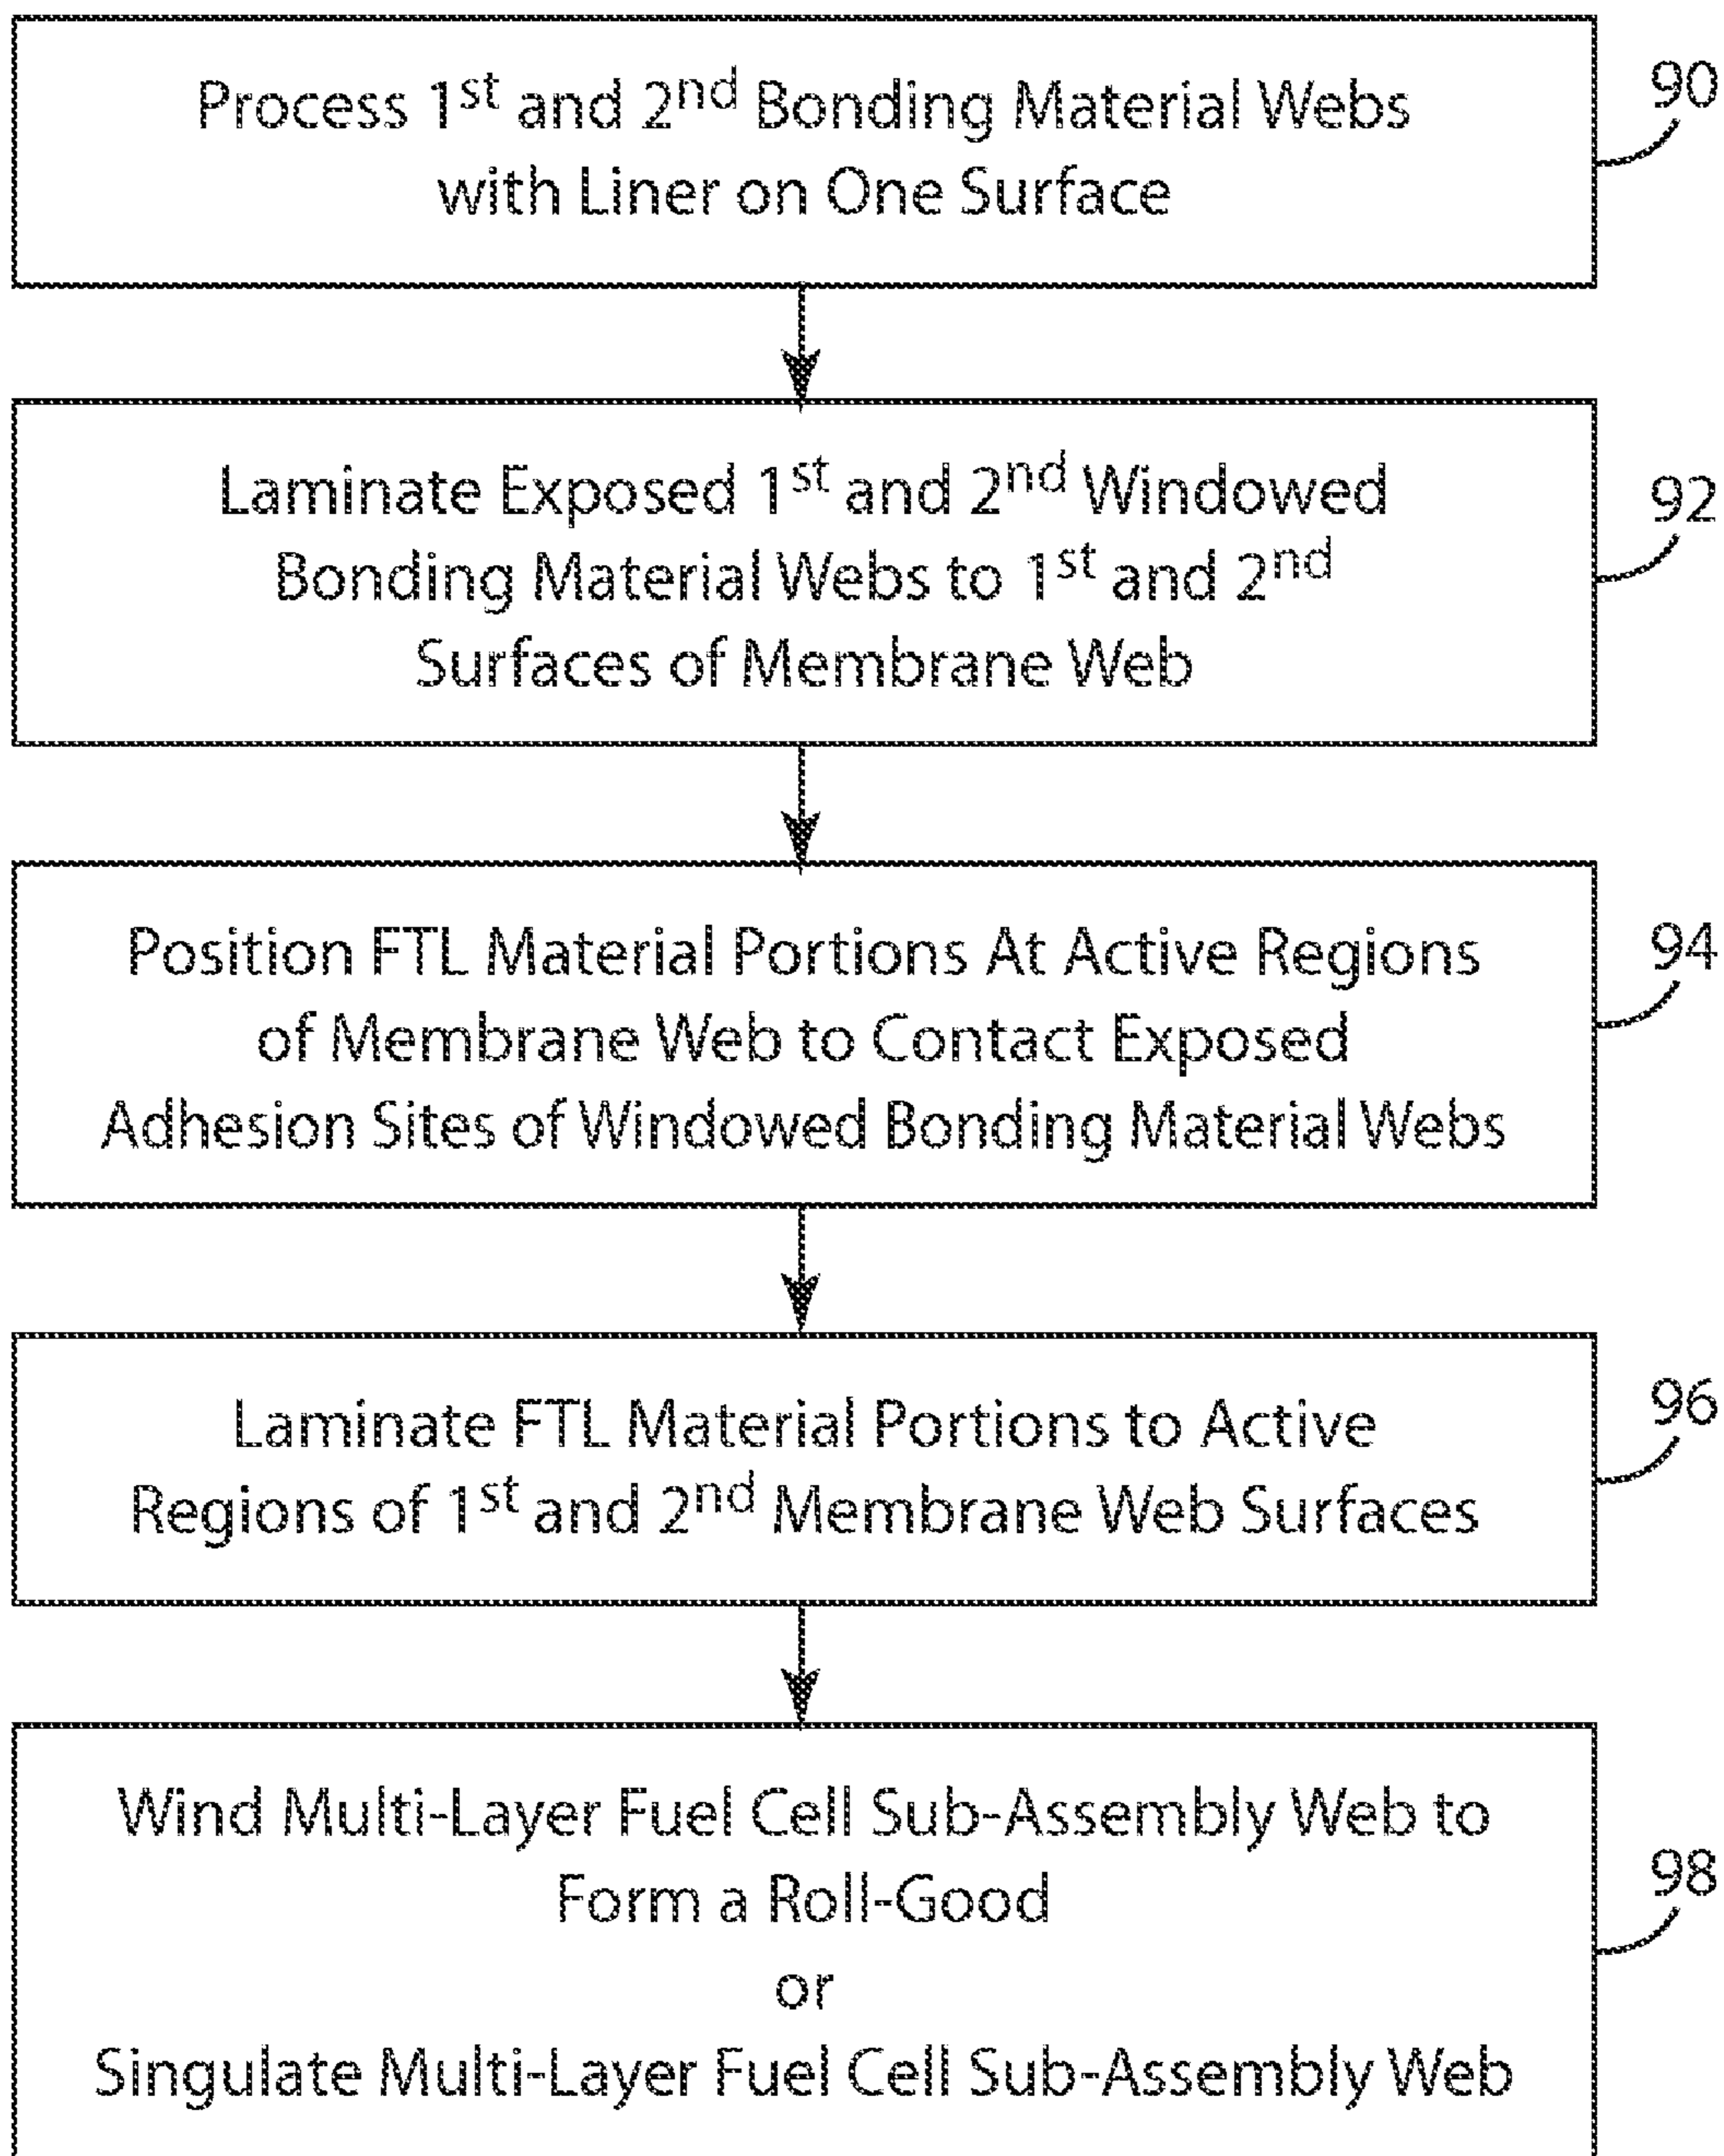 Process 1st and 2nd Bonding Material Webs
with Liner on One Surface
90
Laminate Exposed 1st and 2nd Windowed
Bonding Material Webs to 1st and 2nd
Surfaces of Membrane Web
92
Position FTL Material Portions At Active Regions
of Membrane Web to Contact Exposed
Adhesion Sites of Windowed Bonding Material Webs
94
Laminate FTL Material Portions to Active
Regions of 1st and 2nd Membrane Web Surfaces
96
Wind Multi-Layer Fuel Cell Sub-Assembly Web to
Form a Roll-Good
or
Singulate Multi-Layer Fuel Cell Sub-Assembly Web
98